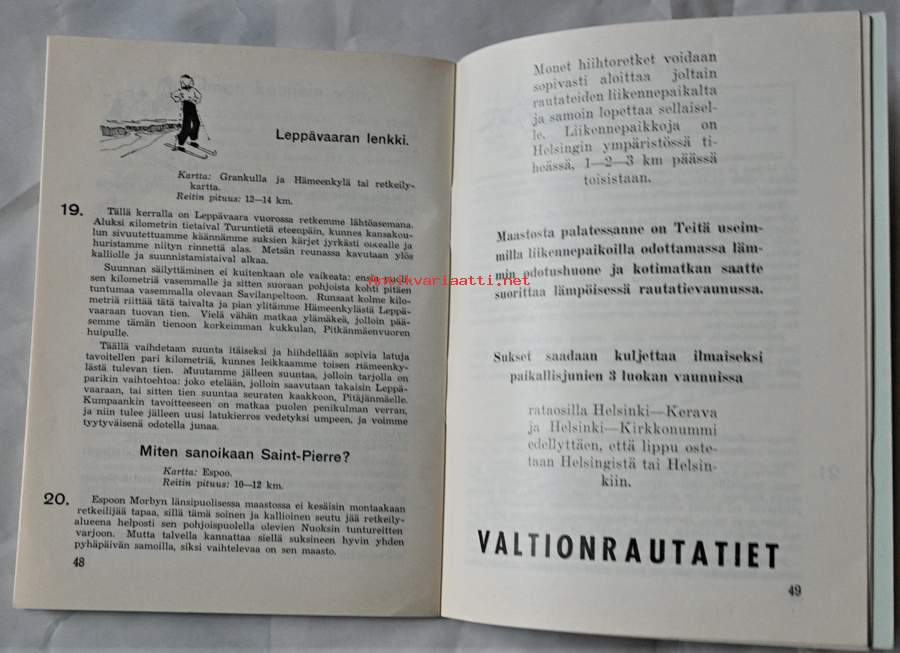 Leppävaaran lenkki.
Kartta: Grankulla ja Hämeenkylä tai retkeily-
kartta.
Reitin pituus: 12—14 km.
19. Tällä kerralla on Leppävaara vuorossa retkemme lähtöasemana.
Aluksi kilometrin tietaival Turuntietä eteenpäin, kunnes kansakou-
lun sivuutettuamme käännämme suksien kärjet jyrkästi oikealle ja
huristamme niityn rinnettä alas. Metsän reunassa kavutaan ylös
kalliolle ja suunnistamistaival alkaa.
Suunnan säilyttäminen ei kuitenkaan ole vaikeata: ensin puoli-
sen kilometriä vasemmalle ja sitten suoraan pohjoista kohti pitäen
tuntumaa vasemmalla olevaan Savilanpeltoon. Runsaat kolme kilo-
metriä riittää tätä taivalta ja pian ylitämme Hämeenkylästä Leppä-
vaaraan tuovan tien. Vielä vähän matkaa ylämäkeä, jolloin pää-
semme tämän tienoon korkeimman kukkulan, Pitkänmäenvuoren
huipulle.
Täällä vaihdetaan suunta itäiseksi ja hiihdellään sopivia latuja
tavoitellen pari kilometriä, kunnes leikkaamme toisen Hämeenky-
lästä tulevan tien. Muutamme jälleen suuntaa, jolloin tarjolla on
parikin vaihtoehtoa: joko etelään, jolloin saavutaan takaisin Leppä-
vaaraan, tai sitten tien suuntaa seuraten kaakkoon, Pitäjänmäelle.
Kumpaankin tavoitteeseen on matkaa puolen penikulman verran,
ja niin tulee jälleen uusi latukierros vedetyksi umpeen, ja voimme
tyytyväisenä odotella junaa.
Miten sanoikaan Saint-Pierre?
Kartta: Espoo.
Reitin pituus: 10—12 km.
20. Espoon Morbyn länsipuolisessa maastossa ei kesäisin montaakaan
retkeilijää tapaa, sillä tämä soinen ja kallioinen seutu jää retkeily-
alueena helposti sen pohjoispuolella olevien Nuoksin tuntureitten
varjoon. Mutta talvella kannattaa siellä suksineen hyvin yhden
pyhäpäivän samoilla, siksi vaihtelevaa on sen maasto.
48
Monet hiihtoretket voidaan
sopivasti aloittaa joltain
rautateiden liikennepaikalta
ja samoin lopettaa sellaisel-
le. Liikennepaikkoja on
Helsingin ympäristössä ti-
heässä, 1—2—3 km päässä
toisistaan.
Maastosta palatessanne on Teitä useim-
milla liikennepaikoilla odottamassa läm-
min odotushuone ja kotimatkan saatte
suorittaa lämpöisessä rautatievaunussa.
Sukset saadaan kuljettaa ilmaiseksi
paikallisjunien 3 luokan vaunuissa
rataosilla Helsinki—Kerava
ja Helsinki—Kirkkonummi
edellyttäen, että lippu oste-
taan Helsingistä tai Helsin-
kiin.
VALTIONRAUTATIET
49
Antikvariaatti.net